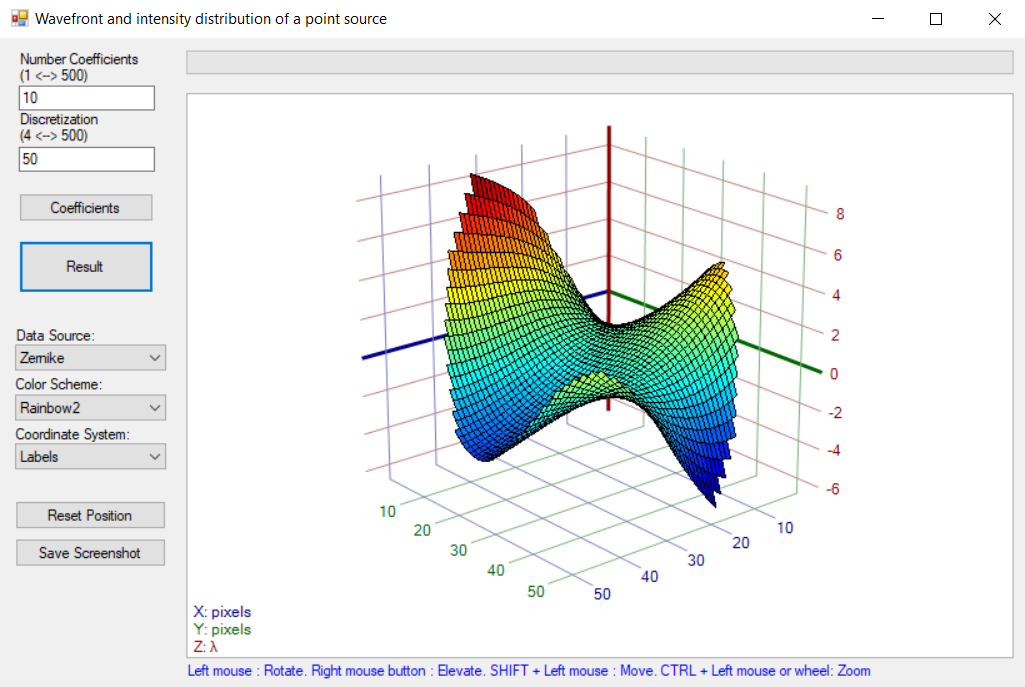 Wavefront and intensity distribution of a point source
Number Coefficients
(1 <--> 500)
10
Discretization
(4 <--> 500)
50
Coefficients
Result
Data Source:
Zernike
Color Scheme:
Rainbow2
Coordinate System:
Labels
Reset Position
Save Screenshot
8
6
4
2
0
-2
-4
-6
10
20
30
40
50
10
20
30
40
50
X: pixels
Y: pixels
Z: λ
Left mouse : Rotate. Right mouse button : Elevate. SHIFT + Left mouse : Move. CTRL + Left mouse or wheel: Zoom